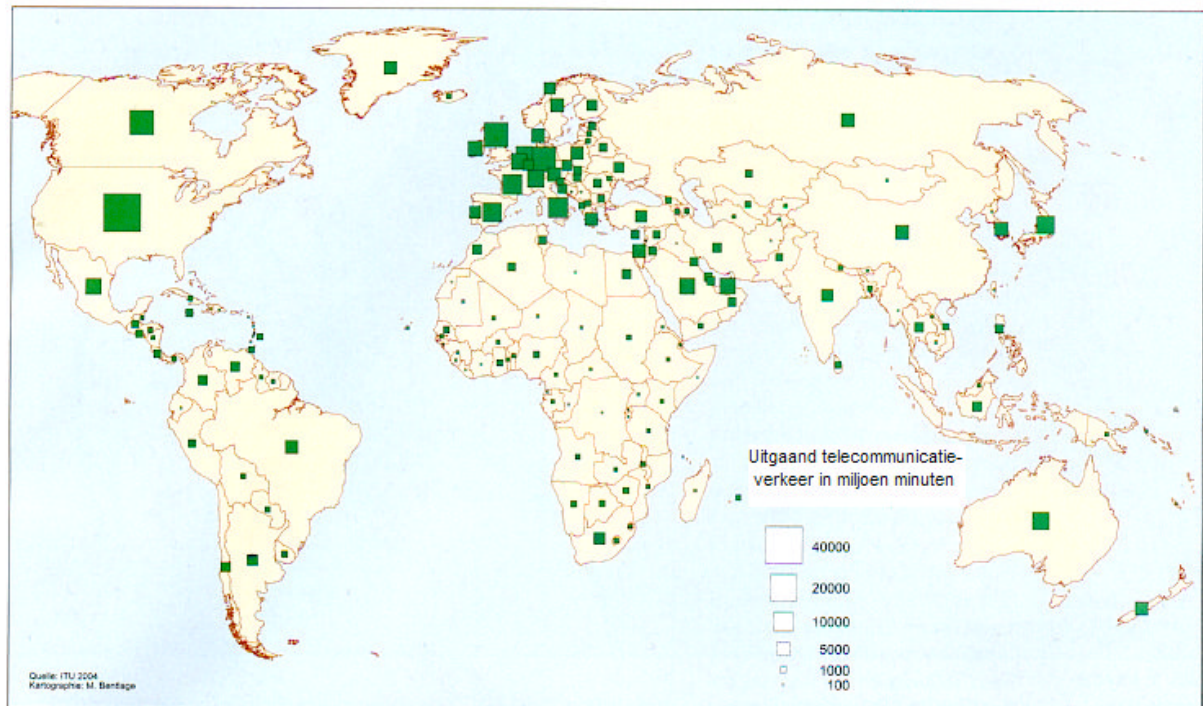 Uitgaand telecommunicatie-
verkeer in miljoen minuten
40000
20000
10000
5000
1000
100
Quelle: ITU 2004
Kartographie: M. Bentlage